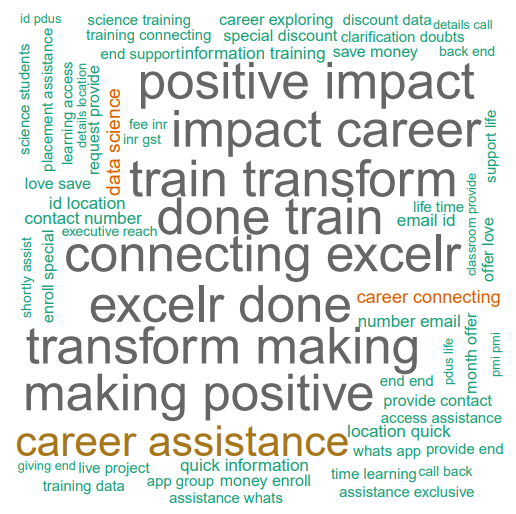 id pdus
science training
career exploring
discount data
details call
training connecting
special discount
clarification doubts
end support
information training
save money
back end
science students
placement assistance
learning access
details location
request provide
data science
positive impact
fee inr
inr gst
impact career
support life
train transform
love save
id location
contact number
executive reach
done train
life time
email id
classroom provide
offer love
shortly assist
enroll special
connecting excelr
excelr done
career connecting
number email
transform making
pdus life
month offer
pmi pmi
making positive
end end
provide contact
access assistance
career assistance
location quick
whats app
provide end
giving end
live project
quick information
time learning
call back
training data
app group
money enroll
assistance exclusive
assistance whats